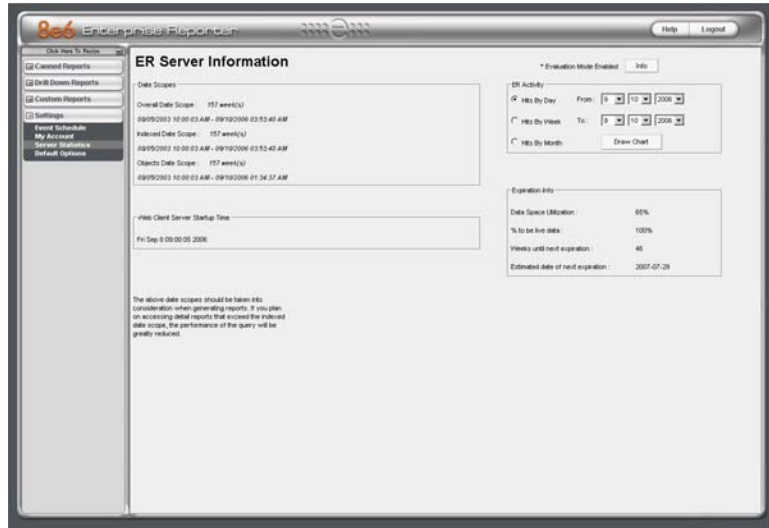 8e6 Enterprise Reporter
Help
Logout
Click Here To Resize
Canned Reports
Drill Down Reports
Custom Reports
Settings
Event Schedule
My Account
Server Statistics
Default Options
ER Server Information
* Evaluation Mode Enabled
Info
Date Scopes
Overall Date Scope : 157 week(s)
09/05/2003 10:00:03 AM - 09/10/2006 03:53:40 AM
Indexed Date Scope : 157 week(s)
09/05/2003 10:00:03 AM - 09/10/2006 03:53:40 AM
Objects Date Scope : 157 week(s)
09/05/2003 10:00:03 AM - 09/10/2006 01:34:37 AM
Web Client Server Startup Time
Fri Sep 8 09:00:05 2006
The above date scopes should be taken into
consideration when generating reports. If you plan
on accessing detail reports that exceed the indexed
date scope, the performance of the query will be
greatly reduced.
ER Activity
Hits By Day From: 9 10 2006
Hits By Week To: 9 10 2006
Hits By Month Draw Chart
Expiration Info
Data Space Utilization : 65%
% to be live data : 100%
Weeks until next expiration : 46
Estimated date of next expiration : 2007-07-29